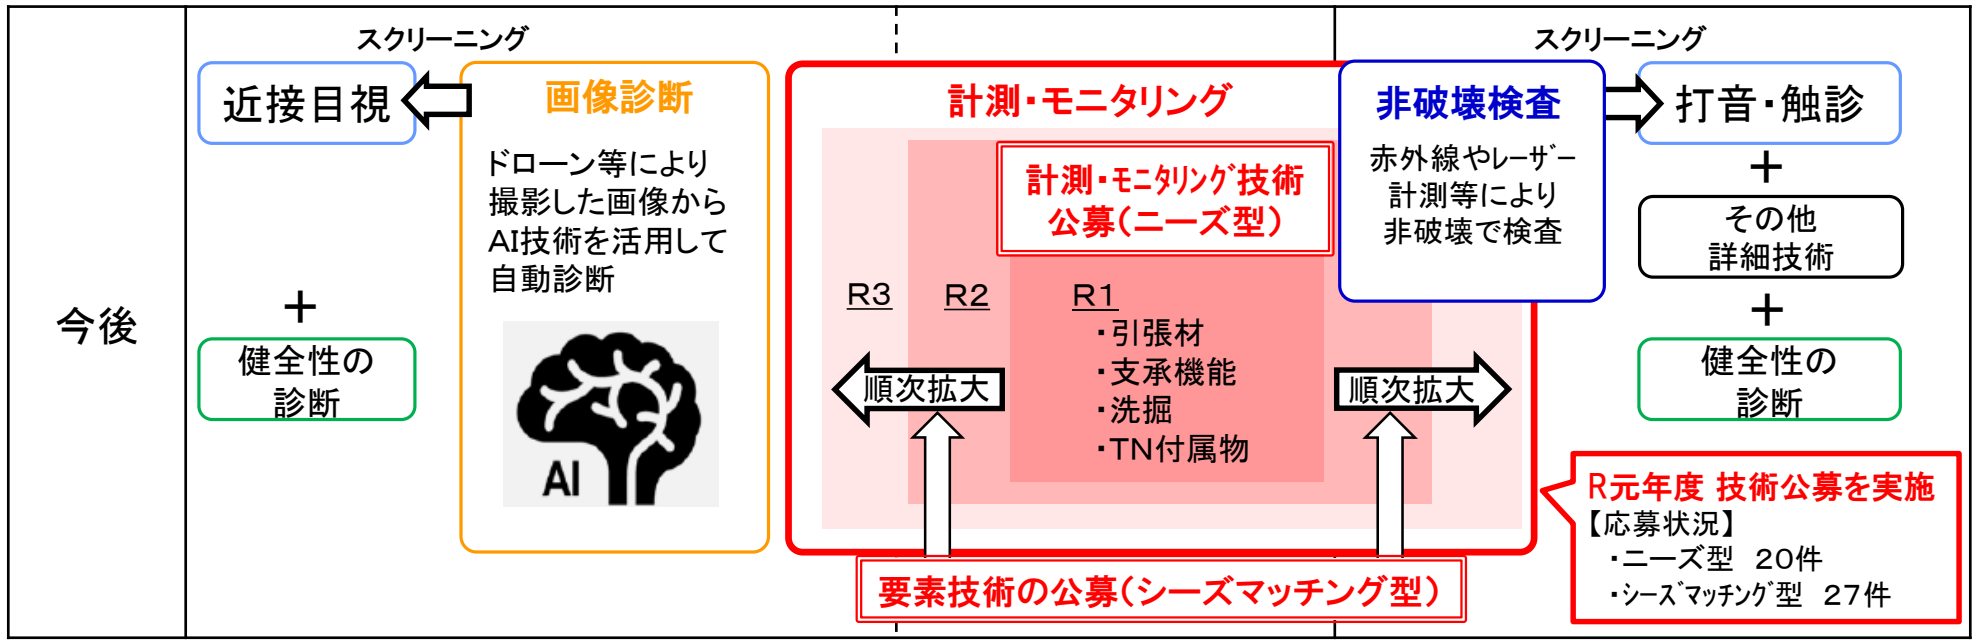 今後
スクリーニング
近接目視
+
健全性の
診断
画像診断
ドローン等により
撮影した画像から
AI技術を活用して
自動診断
AI
計測・モニタリング
計測・モニタリング技術
公募(ニーズ型)
R3
R2
R1
・引張材
・支承機能
・洗掘
・TN付属物
順次拡大
順次拡大
要素技術の公募(シーズマッチング型)
非破壊検査
赤外線やレーザー
計測等により
非破壊で検査
スクリーニング
打音・触診
+
その他
詳細技術
+
健全性の
診断
R元年度 技術公募を実施
【応募状況】
・ニーズ型 20件
・シーズマッチング型 27件